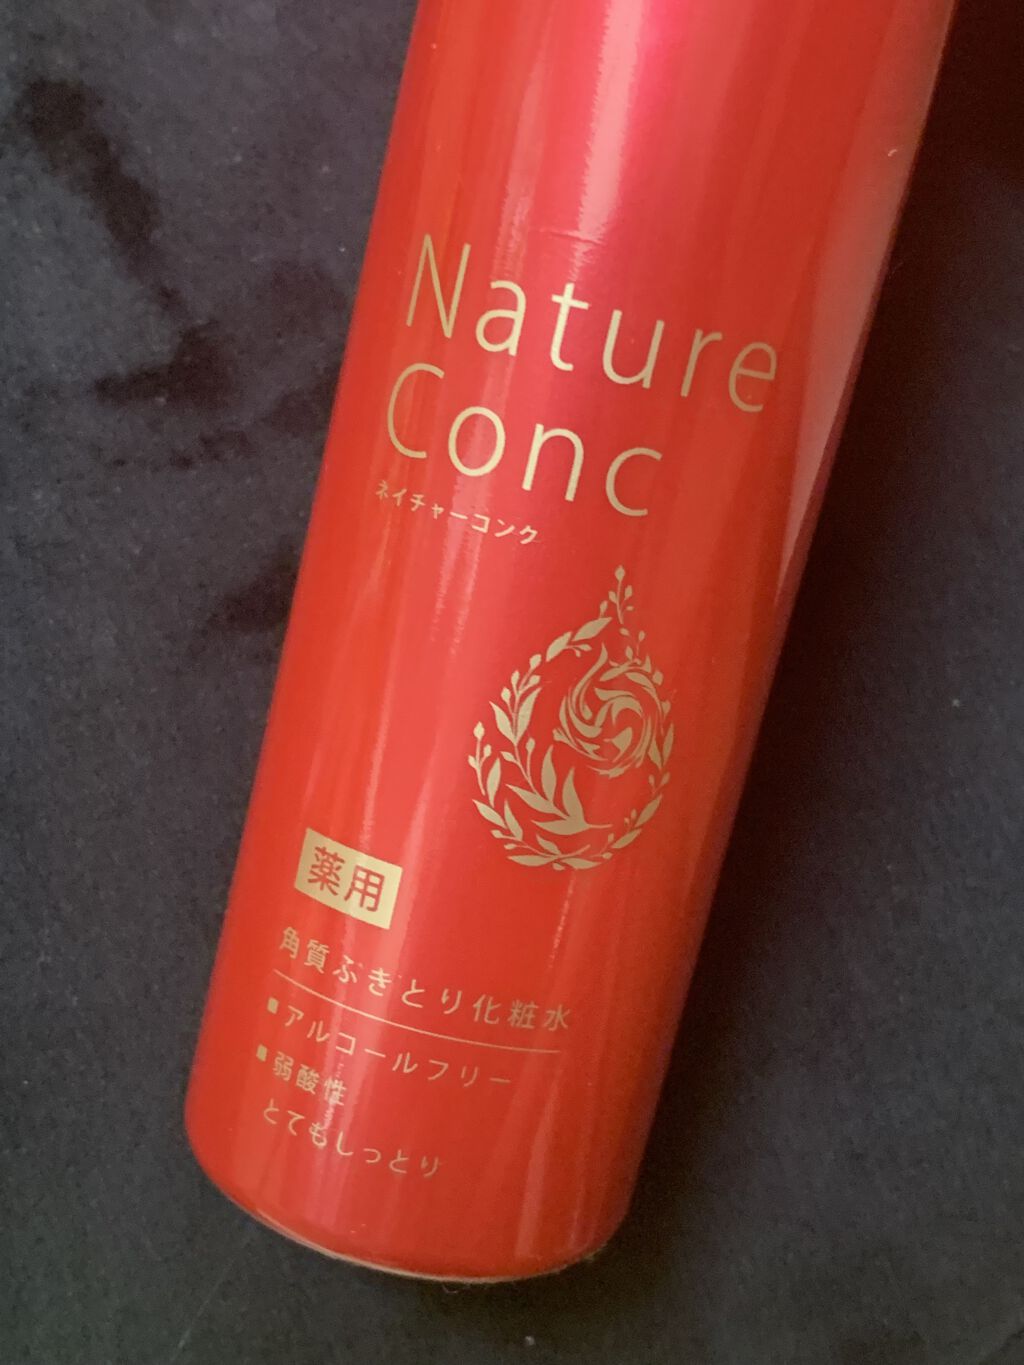 Nature
Conc
ネイチャーコンク
薬用
角質ふきとり化粧水
■アルコールフリー
■弱酸性
とてもしっとり